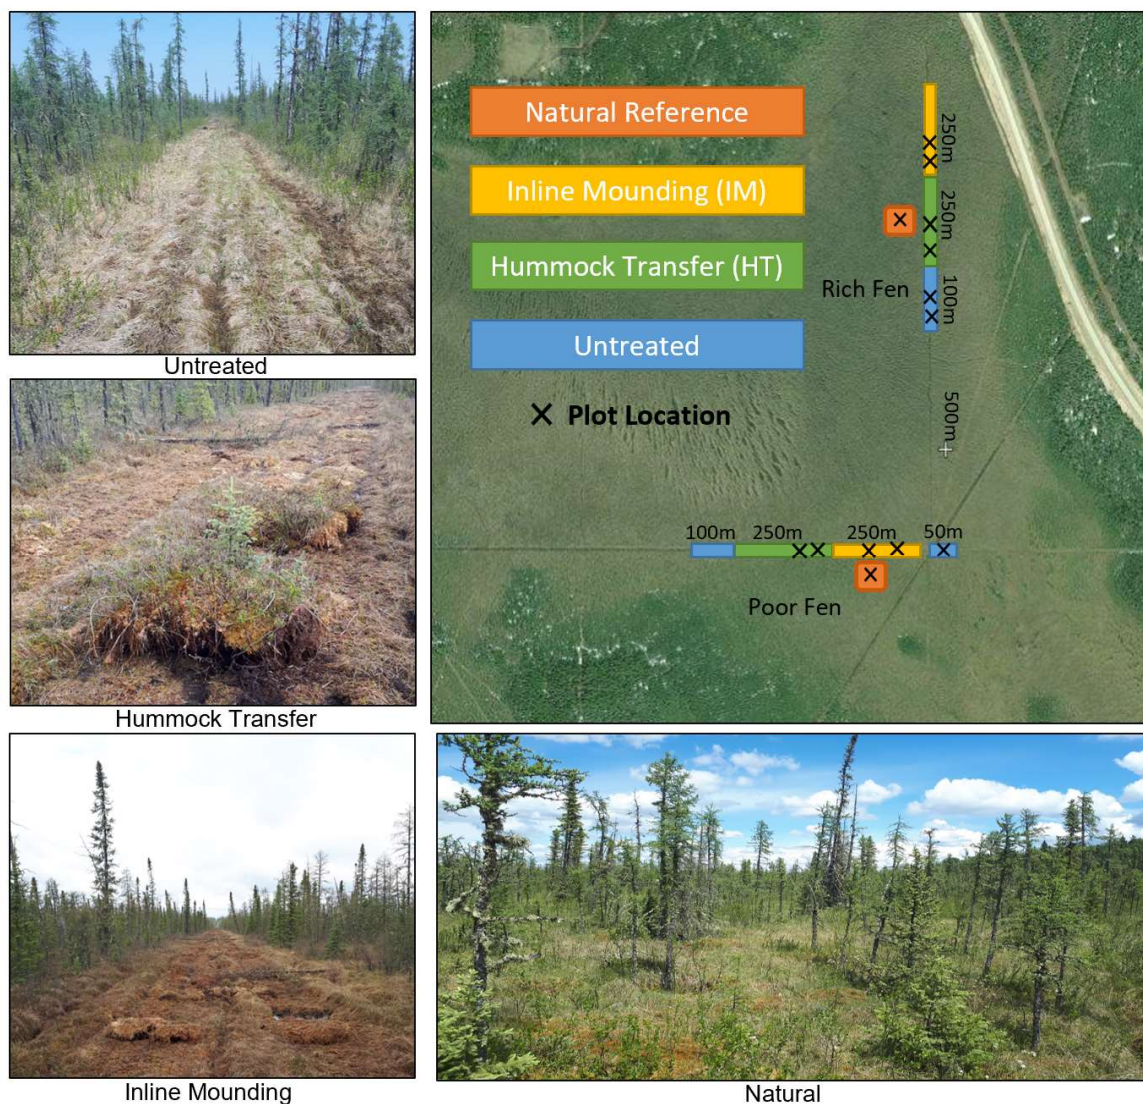 Untreated
Hummock Transfer
Inline Mounding
Natural Reference
Inline Mounding (IM)
Hummock Transfer (HT)
Untreated
X Plot Location
250m
250m
Rich Fen
100m
500m
100m
250m
250m
50m
Poor Fen
Natural